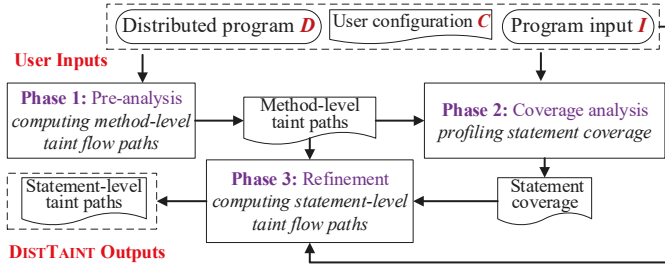 Distributed program D
User configuration C
Program input I
User Inputs
Phase 1: Pre-analysis
computing method-level
taint flow paths
Method-level
taint paths
Phase 2: Coverage analysis
profiling statement coverage
Phase 3: Refinement
computing statement-level
taint flow paths
Statement-level
taint paths
Statement
coverage
DISTTAINT Outputs